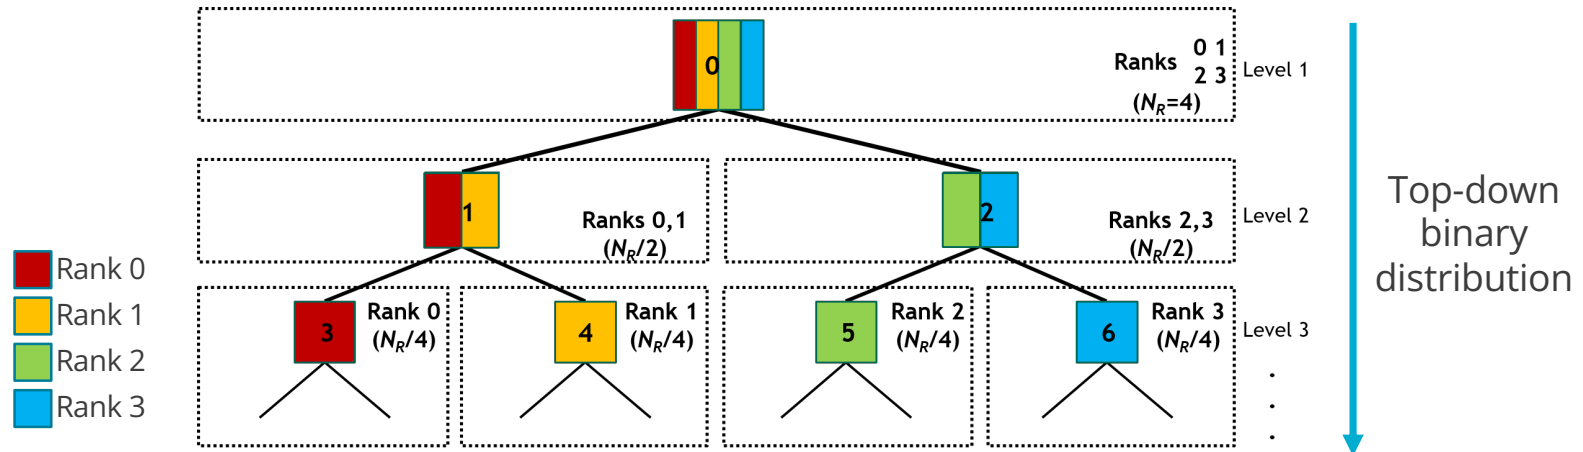 0
Ranks 0 1
2 3
(N_R=4)
Level 1
1
Ranks 0,1
(N_R/2)
2
Ranks 2,3
(N_R/2)
Level 2
3
Rank 0
(N_R/4)
4
Rank 1
(N_R/4)
5
Rank 2
(N_R/4)
6
Rank 3
(N_R/4)
Level 3
.
.
.
Rank 0
Rank 1
Rank 2
Rank 3
Top-down
binary
distribution